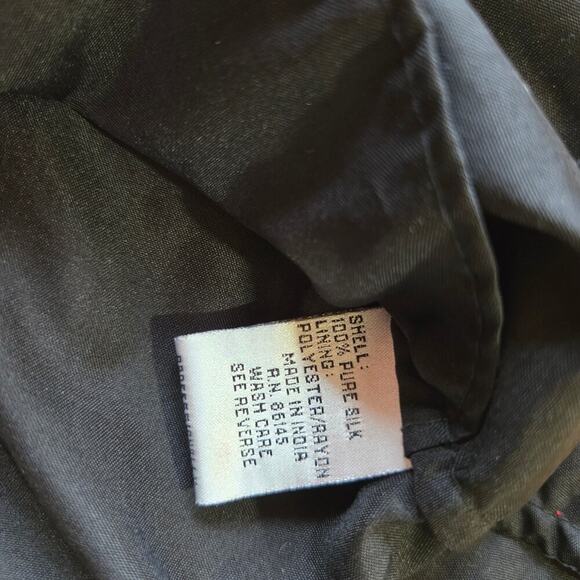 SHELL:
100% PURE SILK
LINING:
POLYESTER/RAYON
MADE IN INDIA
R.N. 86145
WASH CARE
SEE REVERSE